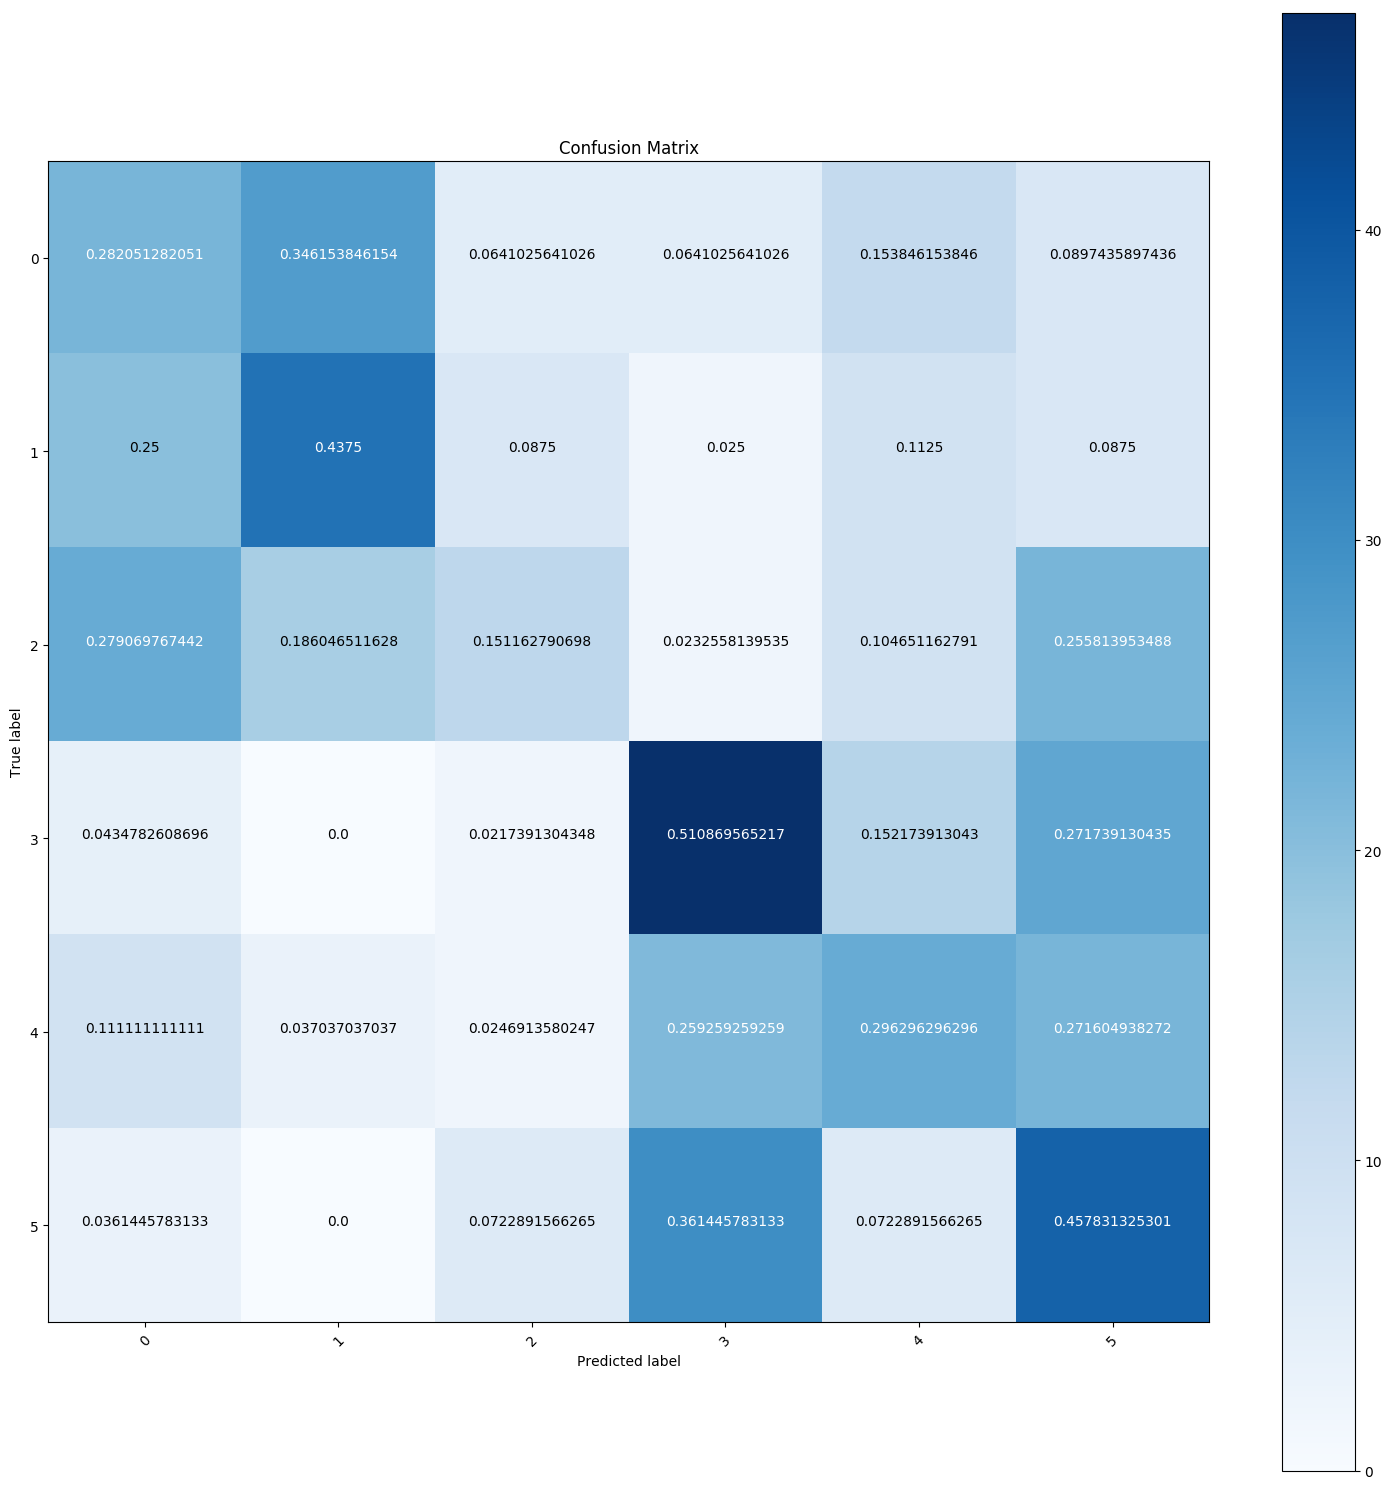 Confusion Matrix
0 0.282051282051 0.346153846154 0.0641025641026 0.0641025641026 0.153846153846 0.0897435897436
1 0.25 0.4375 0.0875 0.025 0.1125 0.0875
2 0.279069767442 0.186046511628 0.151162790698 0.0232558139535 0.104651162791 0.255813953488
3 0.0434782608696 0.0 0.0217391304348 0.510869565217 0.152173913043 0.271739130435
4 0.111111111111 0.037037037037 0.0246913580247 0.259259259259 0.296296296296 0.271604938272
5 0.0361445783133 0.0 0.0722891566265 0.361445783133 0.0722891566265 0.457831325301
True label
0 1 2 3 4 5
Predicted label
40
30
20
10
0